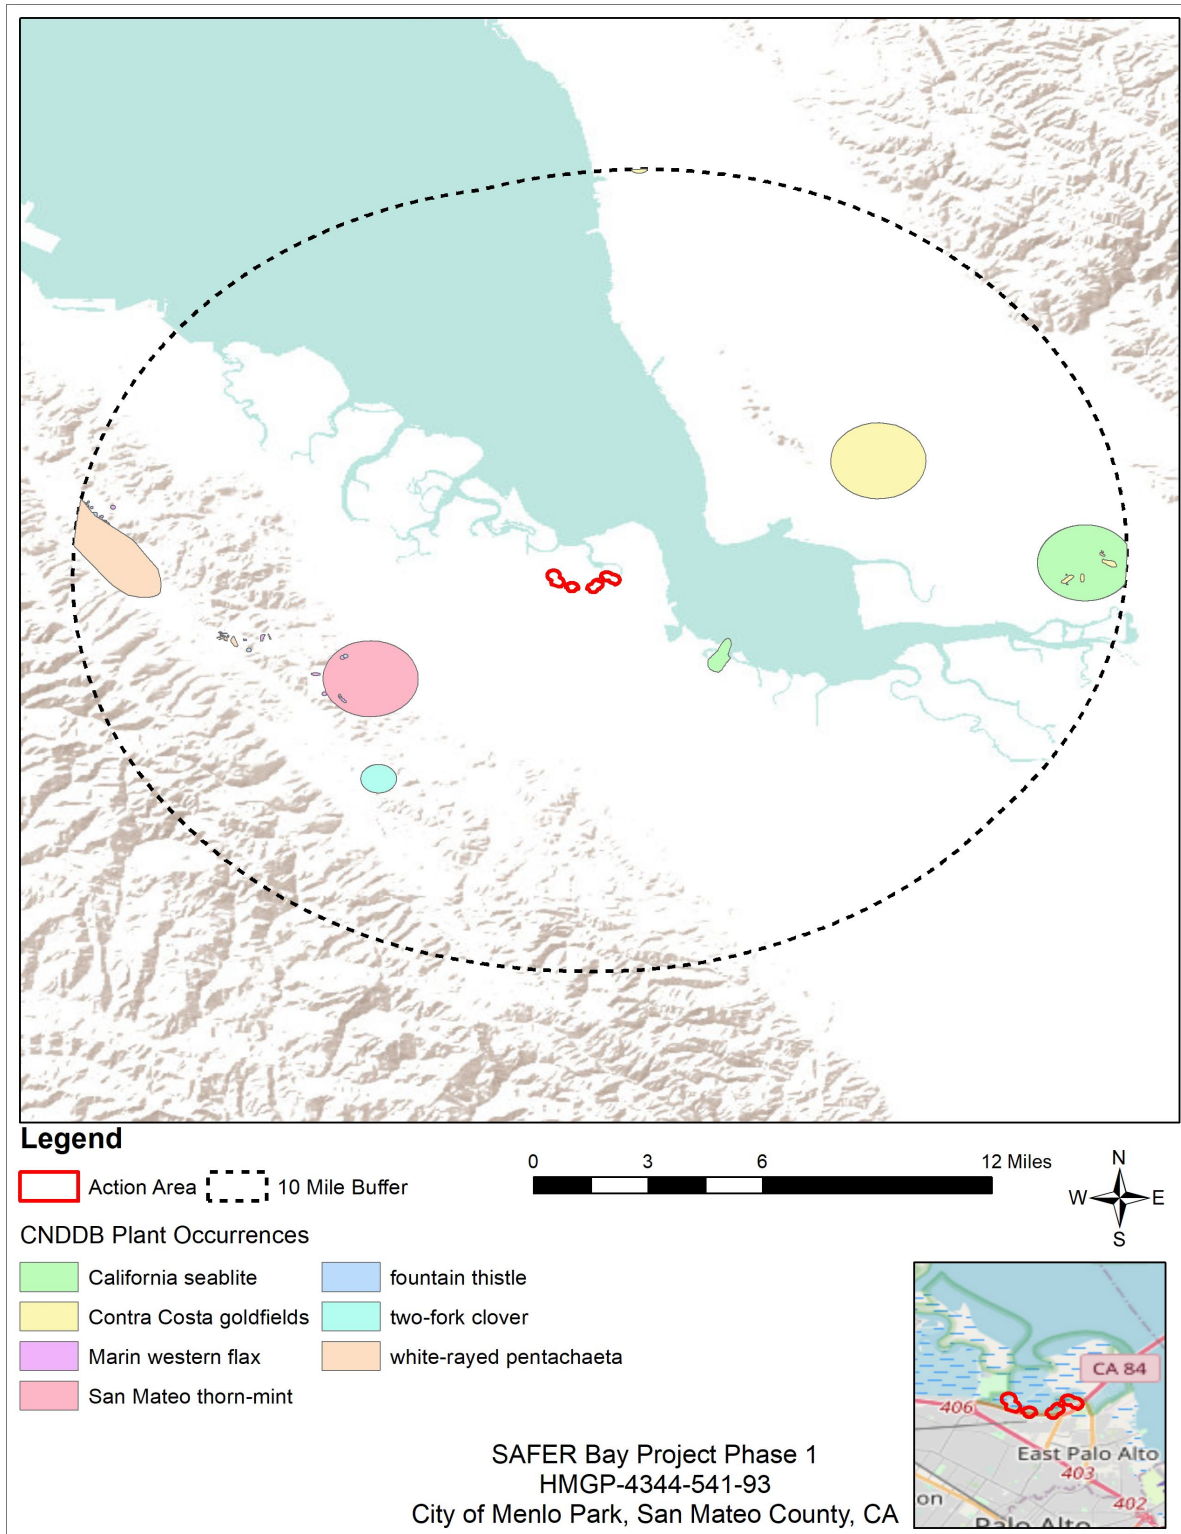 Legend
Action Area
10 Mile Buffer
0 3 6 12 Miles
N
W E
S
CNDDB Plant Occurrences
California seablite
Contra Costa goldfields
Marin western flax
San Mateo thorn-mint
fountain thistle
two-fork clover
white-rayed pentachaeta
CA 84
406
East Palo Alto
403
on
402
Palo Alto
SAFER Bay Project Phase 1
HMGP-4344-541-93
City of Menlo Park, San Mateo County, CA